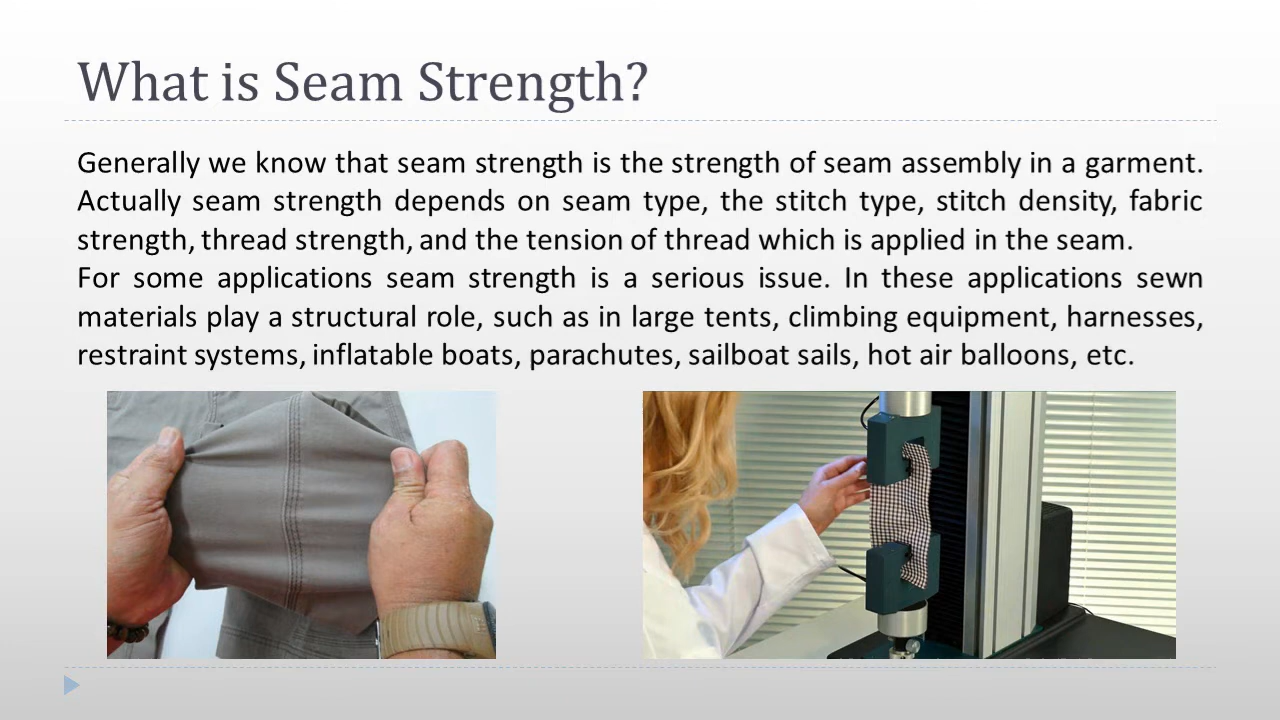 What is Seam Strength?
Generally we know that seam strength is the strength of seam assembly in a garment.
Actually seam strength depends on seam type, the stitch type, stitch density, fabric
strength, thread strength, and the tension of thread which is applied in the seam.
For some applications seam strength is a serious issue. In these applications sewn
materials play a structural role, such as in large tents, climbing equipment, harnesses,
restraint systems, inflatable boats, parachutes, sailboat sails, hot air balloons, etc.